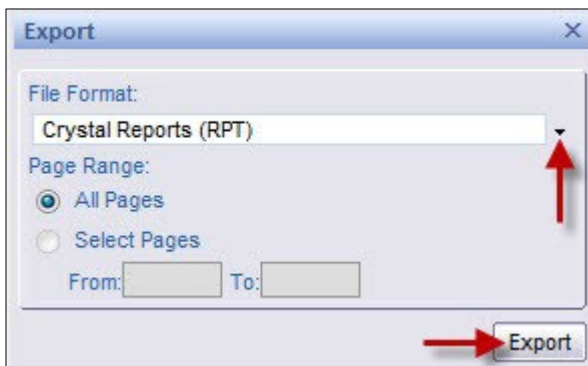 Export
File Format:
Crystal Reports (RPT)
Page Range:
All Pages
Select Pages
From: To:
Export